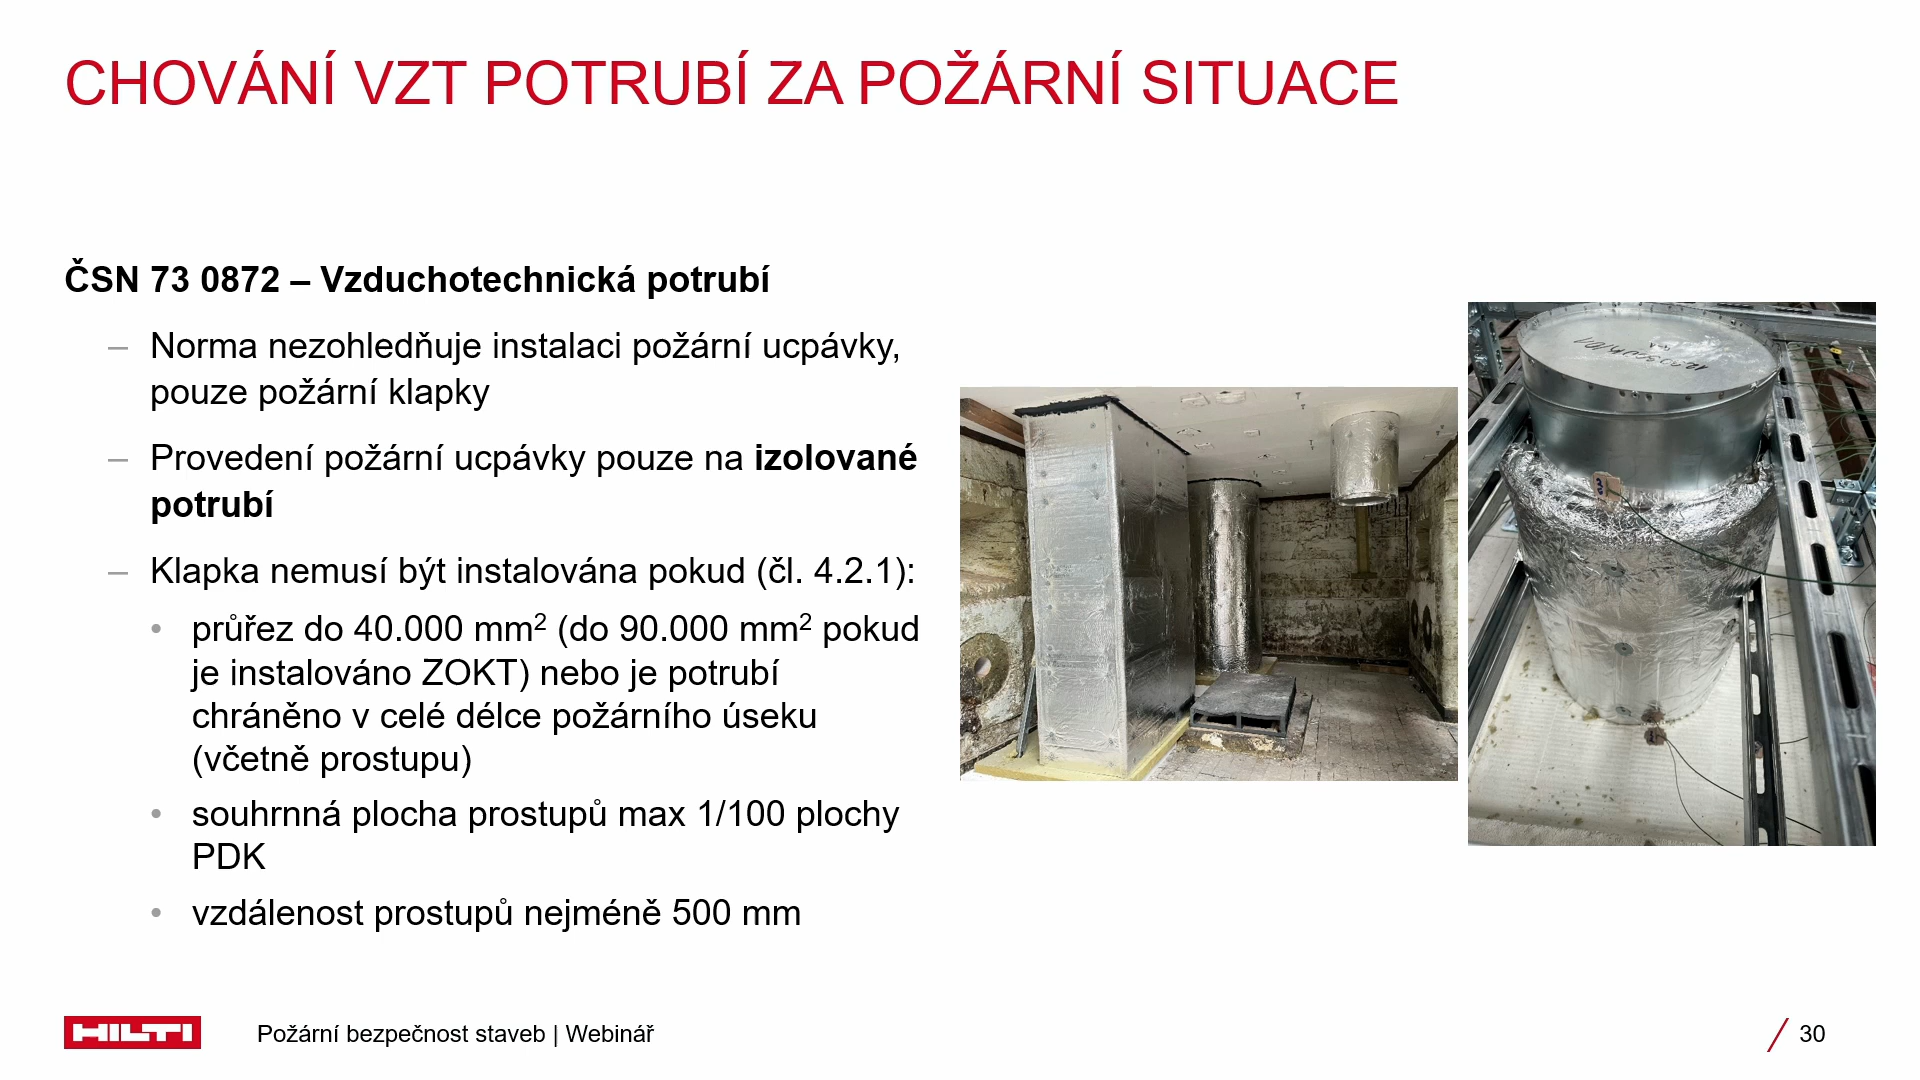 CHOVÁNÍ VZT POTRUBÍ ZA POŽÁRNÍ SITUACE
ČSN 73 0872 – Vzduchotechnická potrubí
– Norma nezohledňuje instalaci požární ucpávky,
pouze požární klapky
– Provedení požární ucpávky pouze na izolované
potrubí
– Klapka nemusí být instalována pokud (čl. 4.2.1):
• průřez do 40.000 mm² (do 90.000 mm² pokud
je instalováno ZOKT) nebo je potrubí
chráněno v celé délce požárního úseku
(včetně prostupu)
• souhrnná plocha prostupů max 1/100 plochy
PDK
• vzdálenost prostupů nejméně 500 mm
HILTI
Požární bezpečnost staveb | Webinář
30